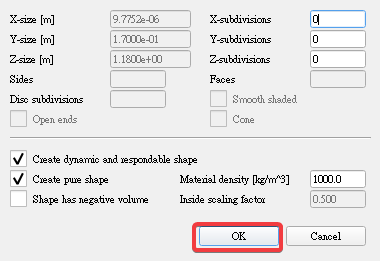 X-size [m] 9.7752e-06 X-subdivisions 0
Y-size [m] 1.7000e-01 Y-subdivisions 0
Z-size [m] 1.1800e+00 Z-subdivisions 0
Sides Faces
Disc subdivisions Smooth shaded
Open ends Cone
Create dynamic and respondable shape
Create pure shape Material density [kg/m^3] 1000.0
Shape has negative volume Inside scaling factor 0.500
OK Cancel